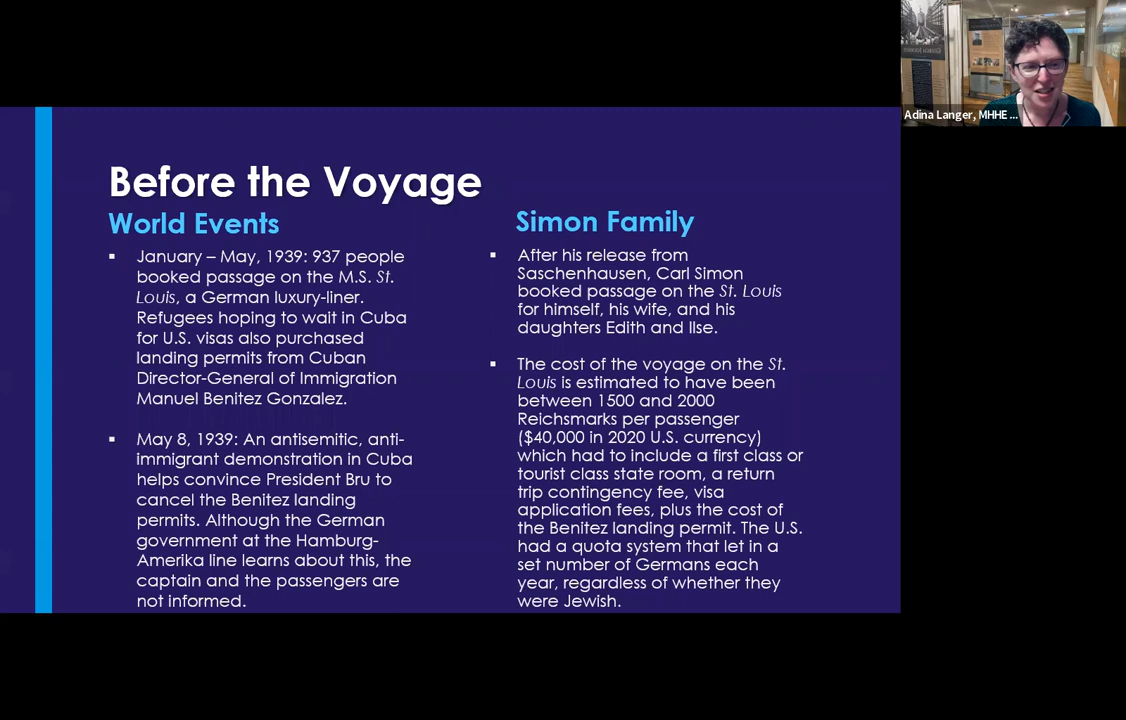 Before the Voyage
World Events
▪ January – May, 1939: 937 people
booked passage on the M.S. St.
Louis, a German luxury-liner.
Refugees hoping to wait in Cuba
for U.S. visas also purchased
landing permits from Cuban
Director-General of Immigration
Manuel Benitez Gonzalez.
▪ May 8, 1939: An antisemitic, anti-
immigrant demonstration in Cuba
helps convince President Bru to
cancel the Benitez landing
permits. Although the German
government at the Hamburg-
Amerika line learns about this, the
captain and the passengers are
not informed.
Simon Family
▪ After his release from
Saschenhausen, Carl Simon
booked passage on the St. Louis
for himself, his wife, and his
daughters Edith and Ilse.
▪ The cost of the voyage on the St.
Louis is estimated to have been
between 1500 and 2000
Reichsmarks per passenger
($40,000 in 2020 U.S. currency)
which had to include a first class or
tourist class state room, a return
trip contingency fee, visa
application fees, plus the cost of
the Benitez landing permit. The U.S.
had a quota system that let in a
set number of Germans each
year, regardless of whether they
were Jewish.
Adina Langer, MHHE ...